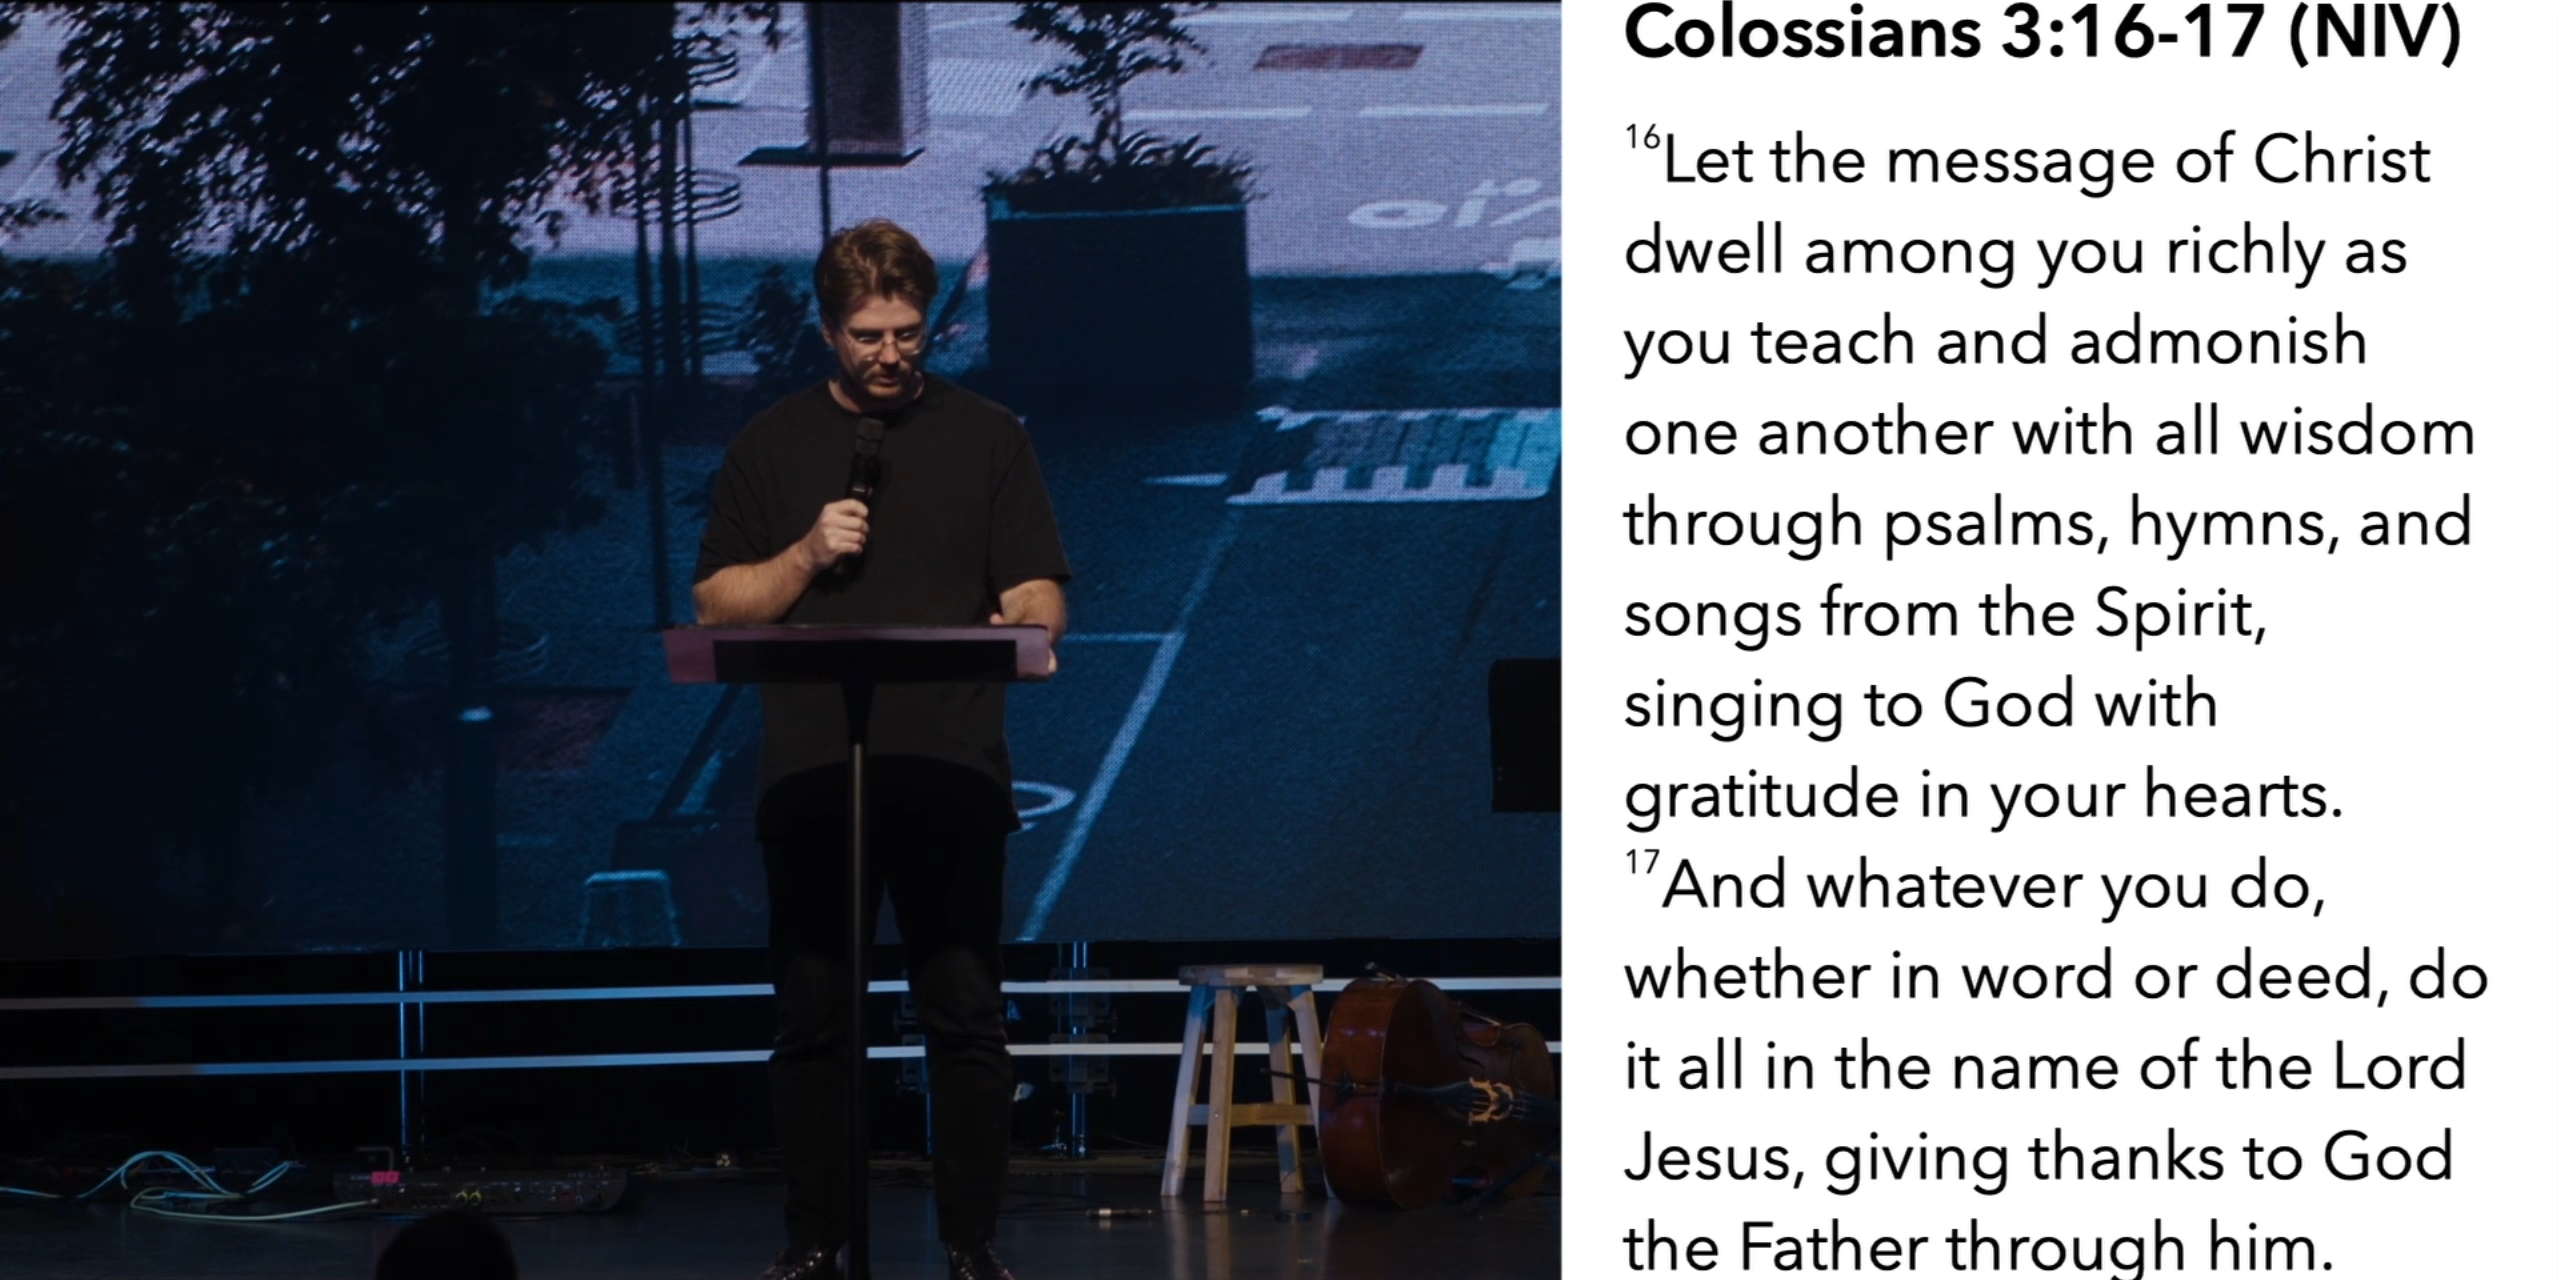 Colossians 3:16-17 (NIV)
16Let the message of Christ
dwell among you richly as
you teach and admonish
one another with all wisdom
through psalms, hymns, and
songs from the Spirit,
singing to God with
gratitude in your hearts.
17And whatever you do,
whether in word or deed, do
it all in the name of the Lord
Jesus, giving thanks to God
the Father through him.